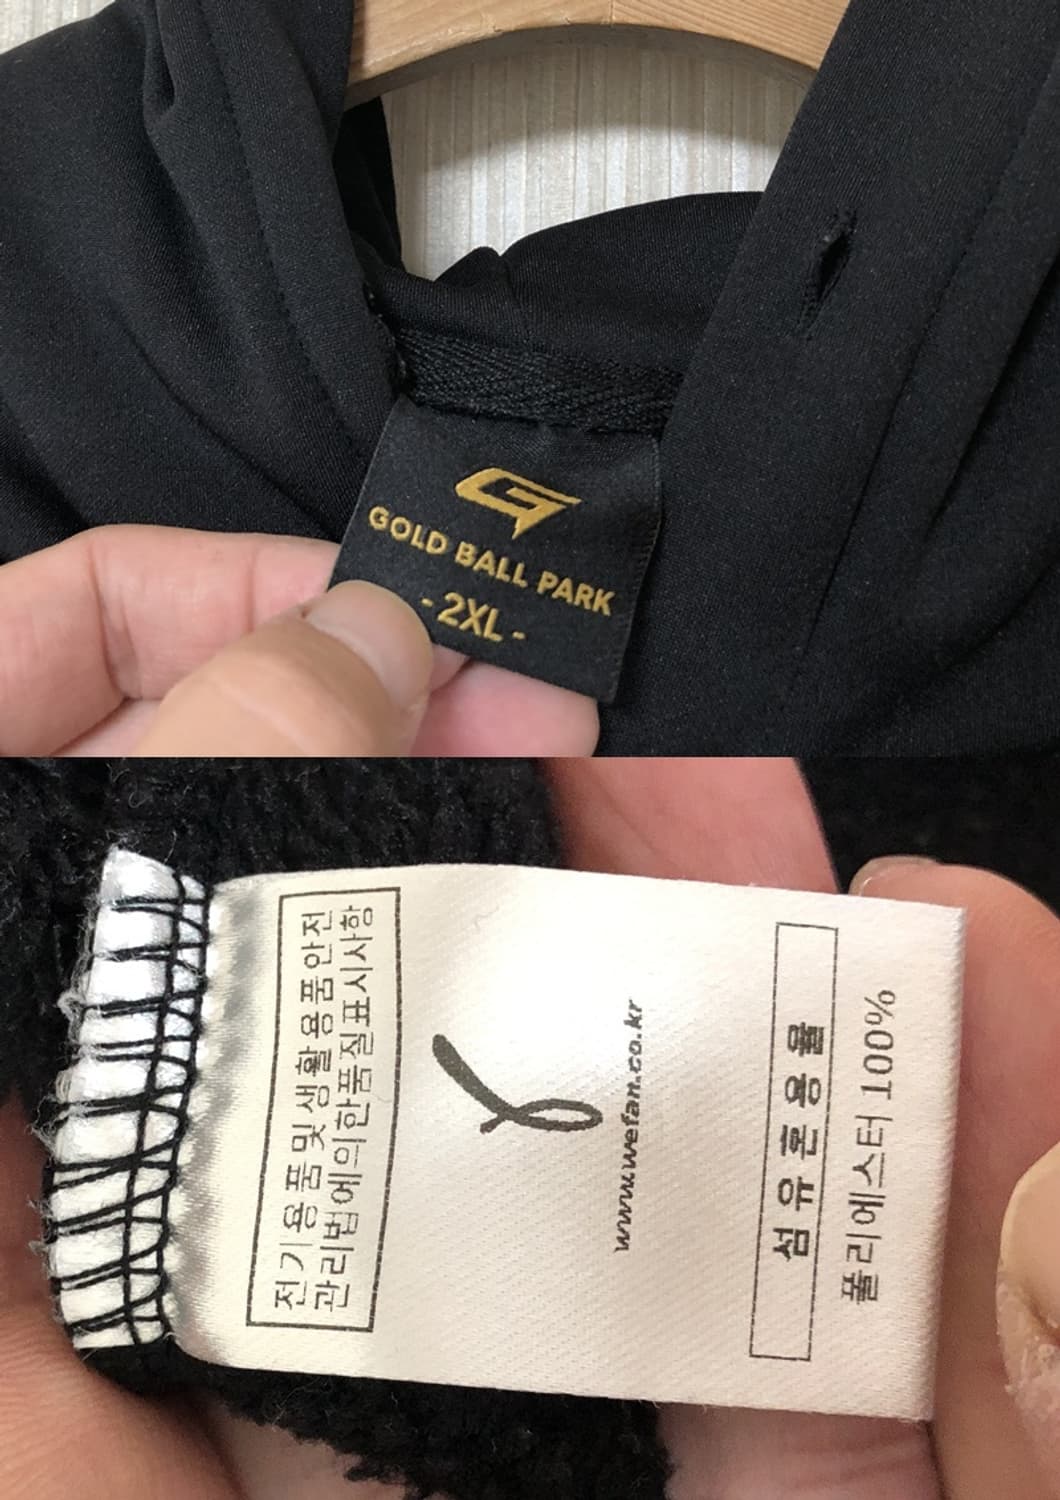 GOLD BALL PARK
- 2XL -
전기용품및생활용품안전
관리법에의한품질표시사항
www.wefan.co.kr
섬유혼용율
폴리에스터 100%